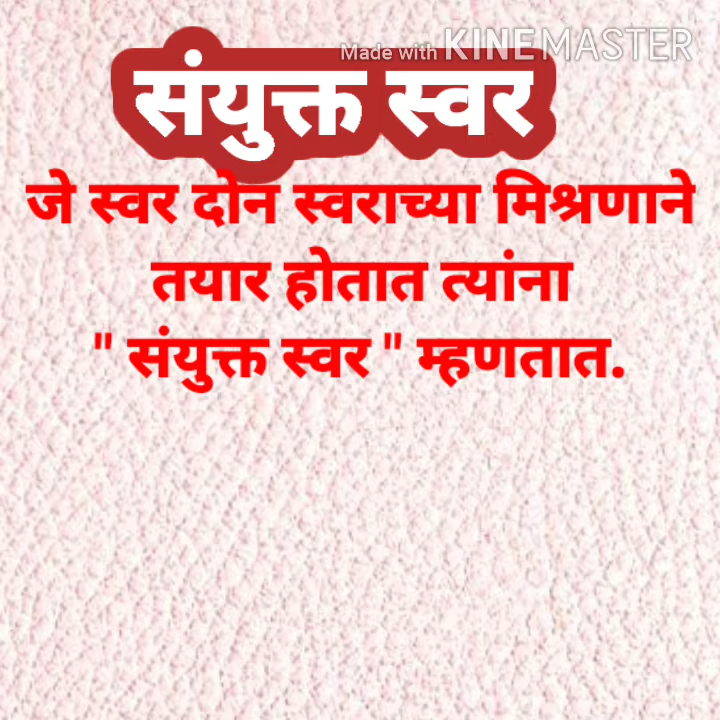 Made with KINEMASTER
संयुक्त स्वर
जे स्वर दोन स्वराच्या मिश्रणाने
तयार होतात त्यांना
" संयुक्त स्वर " म्हणतात.